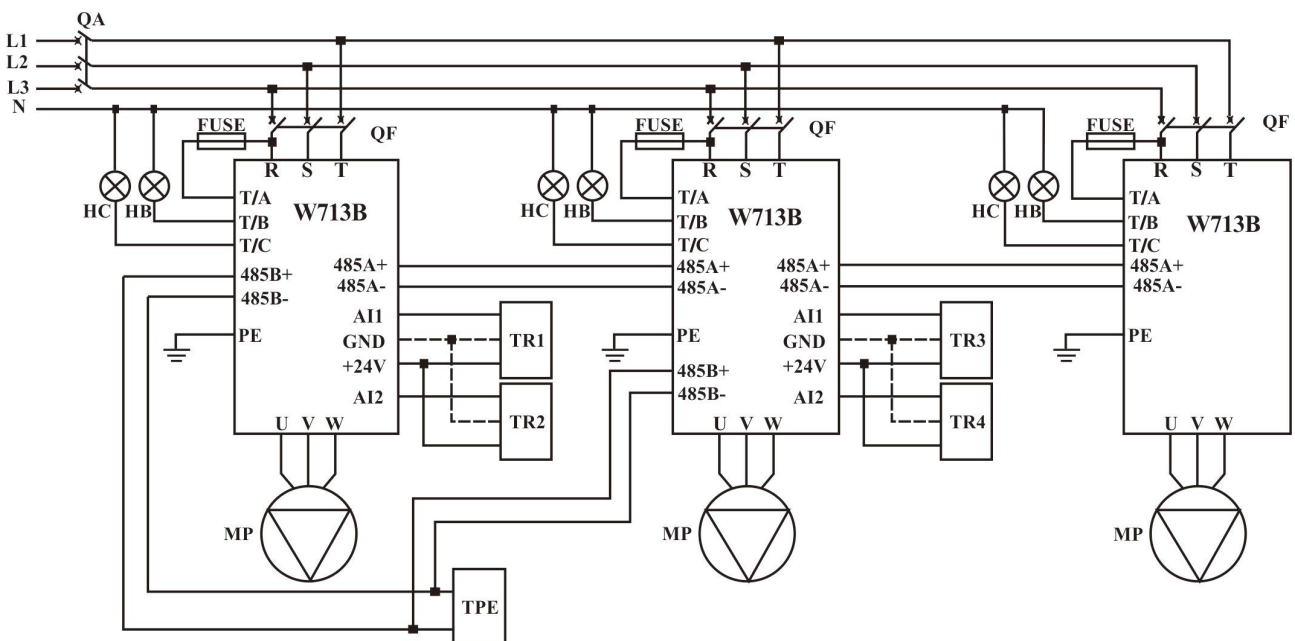 QA
L1
L2
L3
N
FUSE QF FUSE QF FUSE QF
R S T R S T R S T
HC HB T/A W713B HC HB T/A W713B HC HB T/A W713B
T/B T/B T/B
T/C T/C T/C
485B+ 485A+ 485A+ 485A+ 485A+
485B- 485A- 485A- 485A- 485A-
AI1 TR1 AI1 TR3
PE GND PE GND PE
+24V 485B+ +24V
AI2 TR2 485B- AI2 TR4
U V W U V W U V W
MP MP MP
TPE